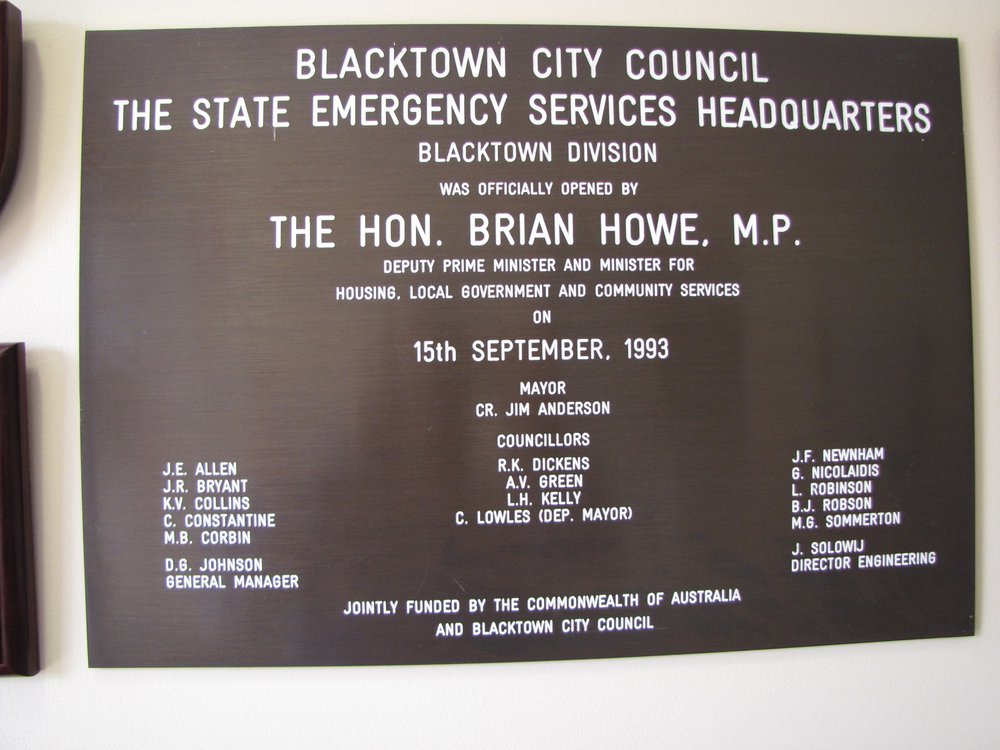 BLACKTOWN CITY COUNCIL
THE STATE EMERGENCY SERVICES HEADQUARTERS
BLACKTOWN DIVISION
WAS OFFICIALLY OPENED BY
THE HON. BRIAN HOWE, M.P.
DEPUTY PRIME MINISTER AND MINISTER FOR
HOUSING, LOCAL GOVERNMENT AND COMMUNITY SERVICES
ON
15th SEPTEMBER, 1993
MAYOR
CR. JIM ANDERSON
COUNCILLORS
J.E. ALLEN
J.R. BRYANT
K.V. COLLINS
C. CONSTANTINE
M.B. CORBIN
R.K. DICKENS
A.V. GREEN
L.H. KELLY
C. LOWLES (DEP. MAYOR)
J.F. NEWNHAM
G. NICOLAIDIS
L. ROBINSON
B.J. ROBSON
M.G. SOMMERTON
D.G. JOHNSON
GENERAL MANAGER
J. SOLOWIJ
DIRECTOR ENGINEERING
JOINTLY FUNDED BY THE COMMONWEALTH OF AUSTRALIA
AND BLACKTOWN CITY COUNCIL